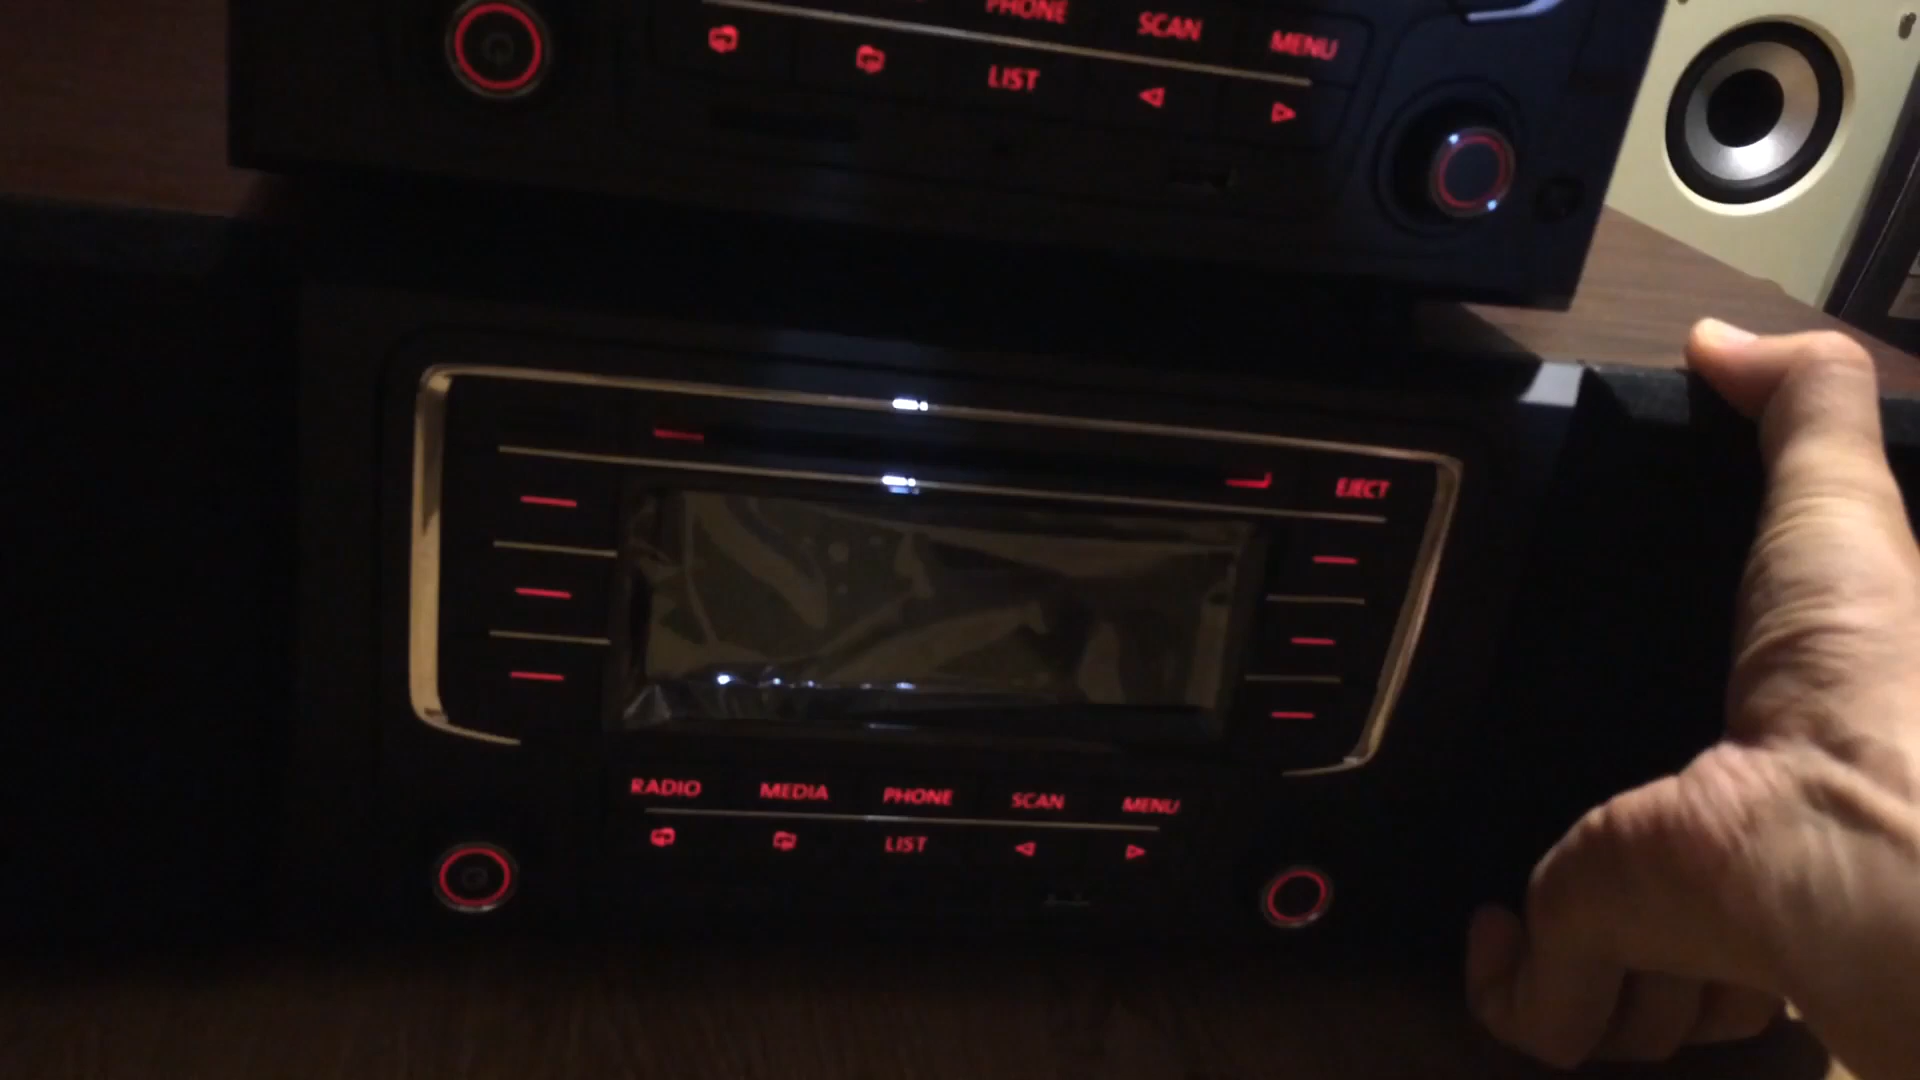 PHONE SCAN MENU
LIST
EJECT
RADIO MEDIA PHONE SCAN MENU
LIST